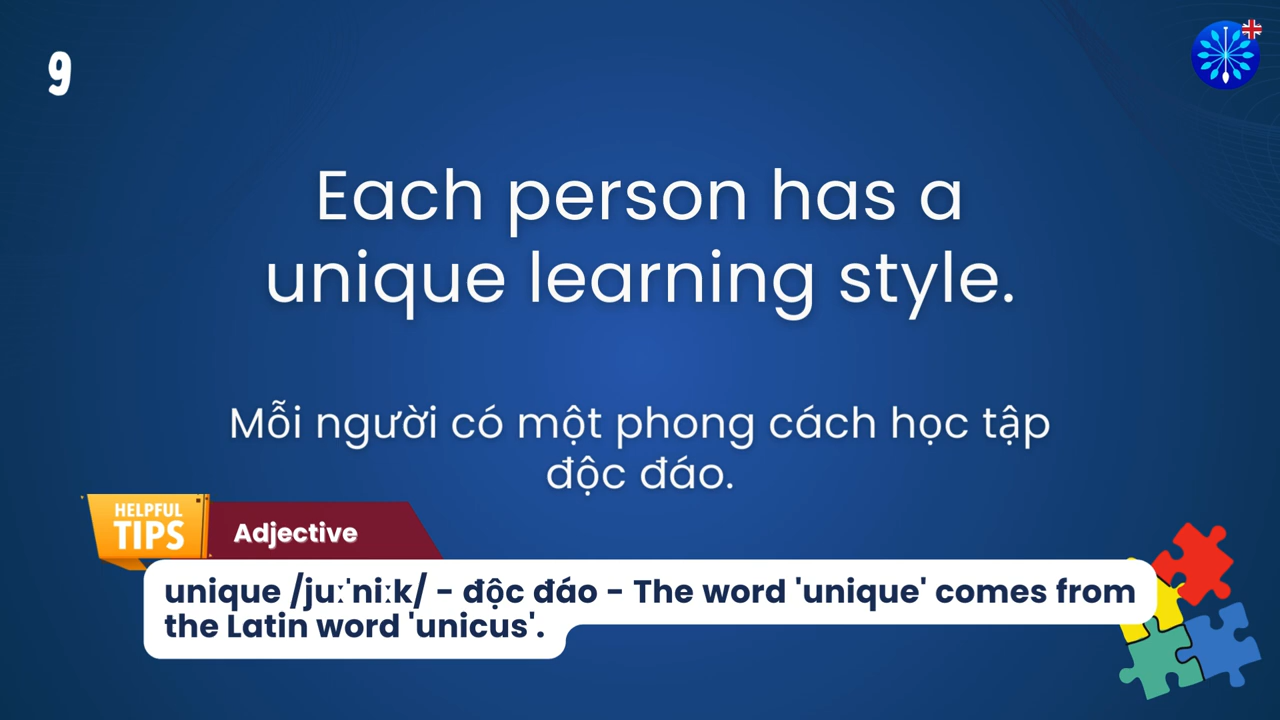 9
Each person has a
unique learning style.
Mỗi người có một phong cách học tập
độc đáo.
HELPFUL
TIPS
Adjective
unique /juːˈniːk/ - độc đáo - The word 'unique' comes from
the Latin word 'unicus'.